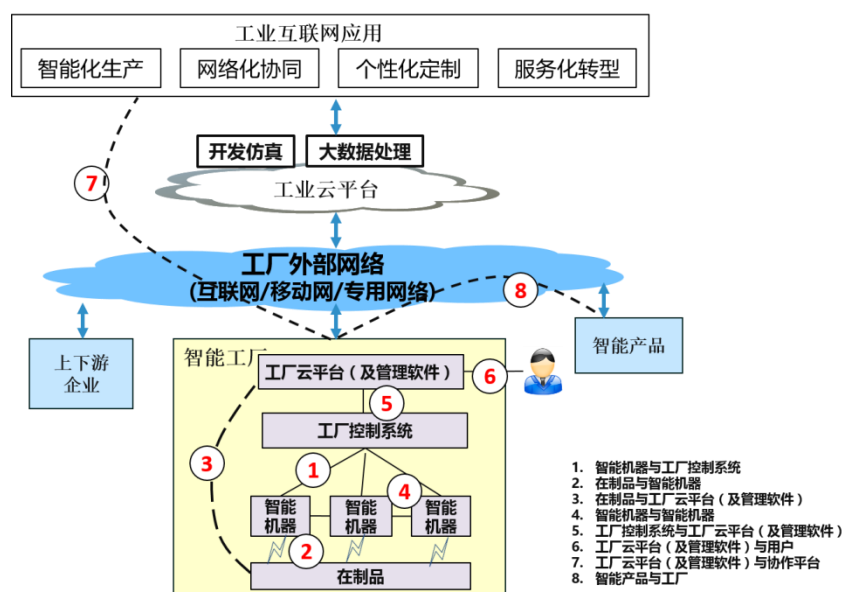 工业互联网应用
智能化生产
网络化协同
个性化定制
服务化转型
开发仿真
大数据处理
7
工业云平台
工厂外部网络
(互联网/移动网/专用网络)
8
上下游
企业
智能产品
智能工厂
工厂云平台（及管理软件）
6
5
工厂控制系统
3
1
4
智能
机器
智能
机器
智能
机器
2
在制品
1. 智能机器与工厂控制系统
2. 在制品与智能机器
3. 在制品与工厂云平台（及管理软件）
4. 智能机器与智能机器
5. 工厂控制系统与工厂云平台（及管理软件）
6. 工厂云平台（及管理软件）与用户
7. 工厂云平台（及管理软件）与协作平台
8. 智能产品与工厂